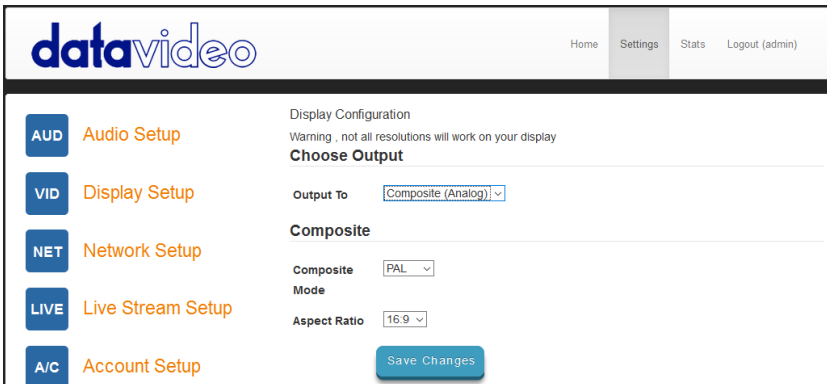 datavideo
Home Settings Stats Logout (admin)
AUD Audio Setup
VID Display Setup
NET Network Setup
LIVE Live Stream Setup
A/C Account Setup
Display Configuration
Warning , not all resolutions will work on your display
Choose Output
Output To Composite (Analog)
Composite
Composite Mode PAL
Aspect Ratio 16:9
Save Changes